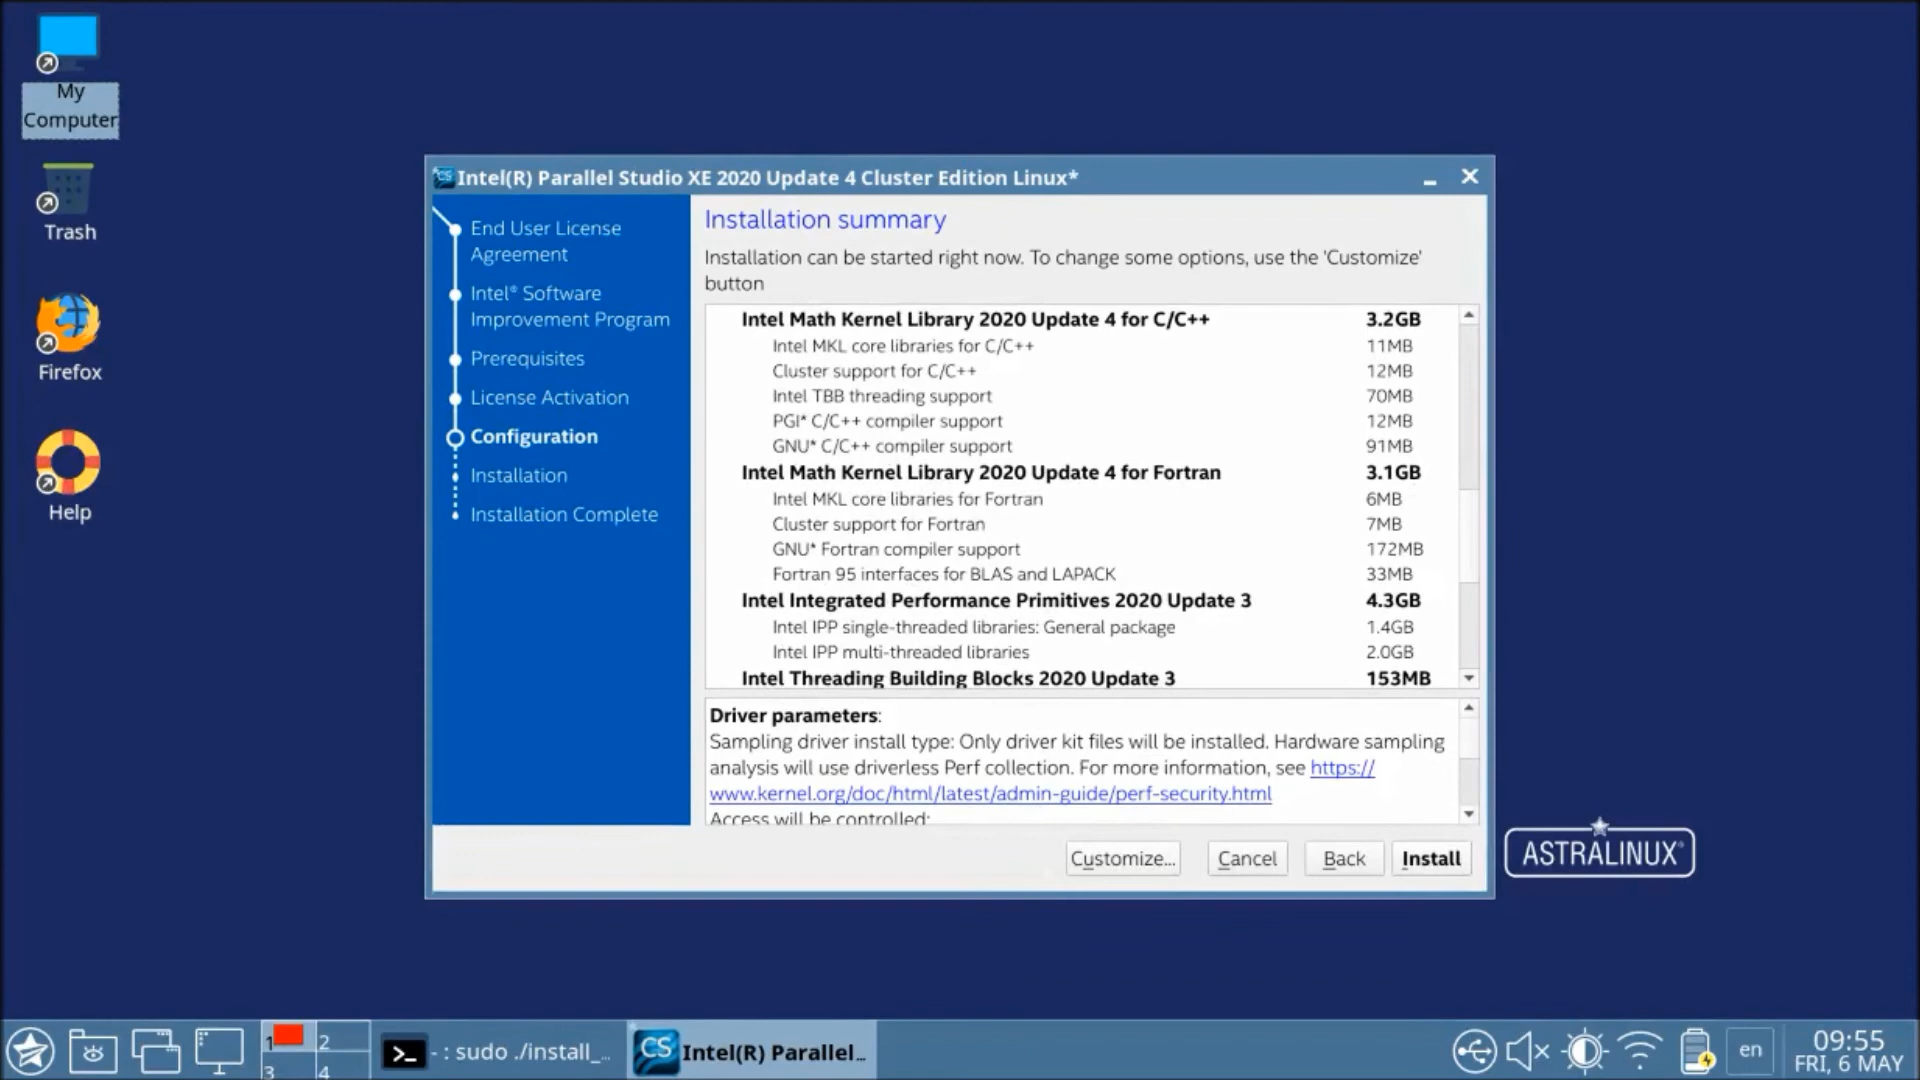 My
Computer
Trash
Firefox
Help
CS Intel(R) Parallel Studio XE 2020 Update 4 Cluster Edition Linux*
End User License
Agreement
Intel® Software
Improvement Program
Prerequisites
License Activation
Configuration
Installation
Installation Complete
Installation summary
Installation can be started right now. To change some options, use the 'Customize'
button
Intel Math Kernel Library 2020 Update 4 for C/C++ 3.2GB
Intel MKL core libraries for C/C++ 11MB
Cluster support for C/C++ 12MB
Intel TBB threading support 70MB
PGI* C/C++ compiler support 12MB
GNU* C/C++ compiler support 91MB
Intel Math Kernel Library 2020 Update 4 for Fortran 3.1GB
Intel MKL core libraries for Fortran 6MB
Cluster support for Fortran 7MB
GNU* Fortran compiler support 172MB
Fortran 95 interfaces for BLAS and LAPACK 33MB
Intel Integrated Performance Primitives 2020 Update 3 4.3GB
Intel IPP single-threaded libraries: General package 1.4GB
Intel IPP multi-threaded libraries 2.0GB
Intel Threading Building Blocks 2020 Update 3 153MB
Driver parameters:
Sampling driver install type: Only driver kit files will be installed. Hardware sampling
analysis will use driverless Perf collection. For more information, see https://
www.kernel.org/doc/html/latest/admin-guide/perf-security.html
Access will be controlled:
Customize... Cancel Back Install
ASTRALINUX®
1 2
3 4
- : sudo ./install_...
CS Intel(R) Parallel...
en
09:55
FRI, 6 MAY